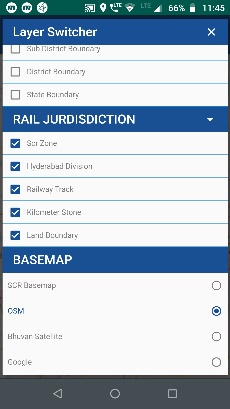 LTE LTE 66% 11:45
Layer Switcher ×
Sub District Boundary
District Boundary
State Boundary
RAIL JURDISDICTION
Scr Zone
Hyderabad Division
Railway Track
Kilometer Stone
Land Boundary
BASEMAP
SCR Basemap
OSM
Bhuvan Satellite
Google